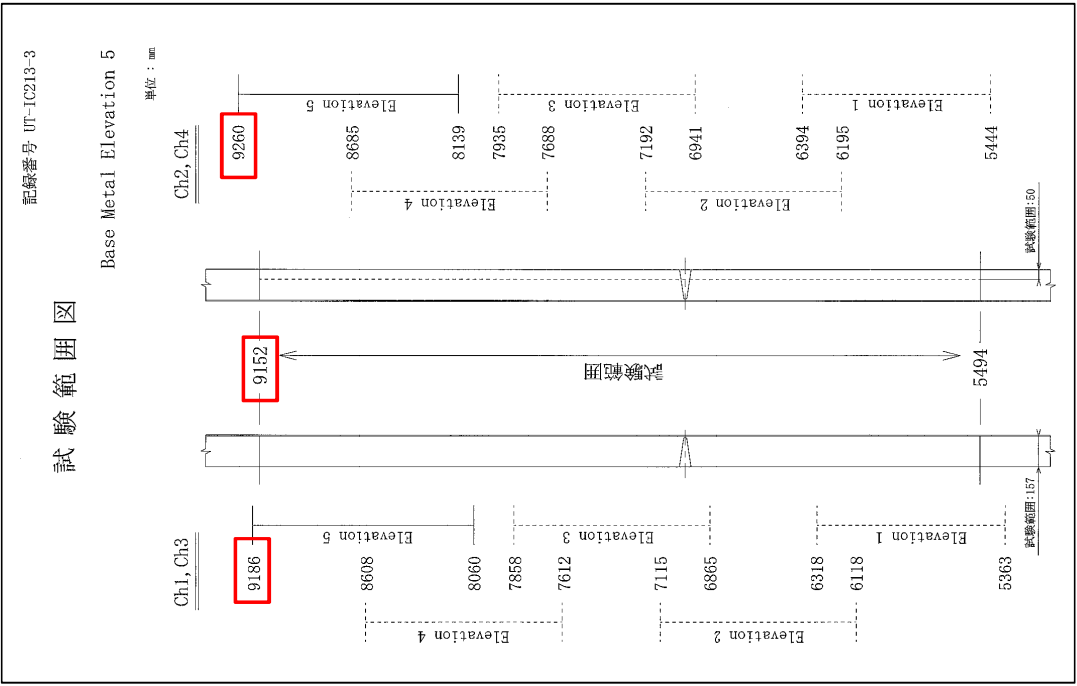 記録番号 UT-IC213-3
試験範囲図
Base Metal Elevation 5
単位：mm
Ch2, Ch4
9260
8685
8139
7935
7688
7192
6941
6394
6195
5444
Elevation 5
Elevation 4
Elevation 3
Elevation 2
Elevation 1
試験範囲:50
9152
試験範囲
5494
試験範囲:157
Ch1, Ch3
9186
8608
8060
7858
7612
7115
6865
6318
6118
5363
Elevation 5
Elevation 4
Elevation 3
Elevation 2
Elevation 1